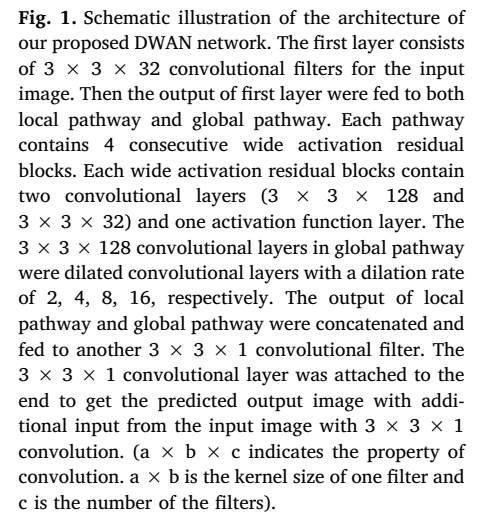 Fig. 1. Schematic illustration of the architecture of
our proposed DWAN network. The first layer consists
of 3 × 3 × 32 convolutional filters for the input
image. Then the output of first layer were fed to both
local pathway and global pathway. Each pathway
contains 4 consecutive wide activation residual
blocks. Each wide activation residual blocks contain
two convolutional layers (3 × 3 × 128 and
3 × 3 × 32) and one activation function layer. The
3 × 3 × 128 convolutional layers in global pathway
were dilated convolutional layers with a dilation rate
of 2, 4, 8, 16, respectively. The output of local
pathway and global pathway were concatenated and
fed to another 3 × 3 × 1 convolutional filter. The
3 × 3 × 1 convolutional layer was attached to the
end to get the predicted output image with addi-
tional input from the input image with 3 × 3 × 1
convolution. (a × b × c indicates the property of
convolution. a × b is the kernel size of one filter and
c is the number of the filters).